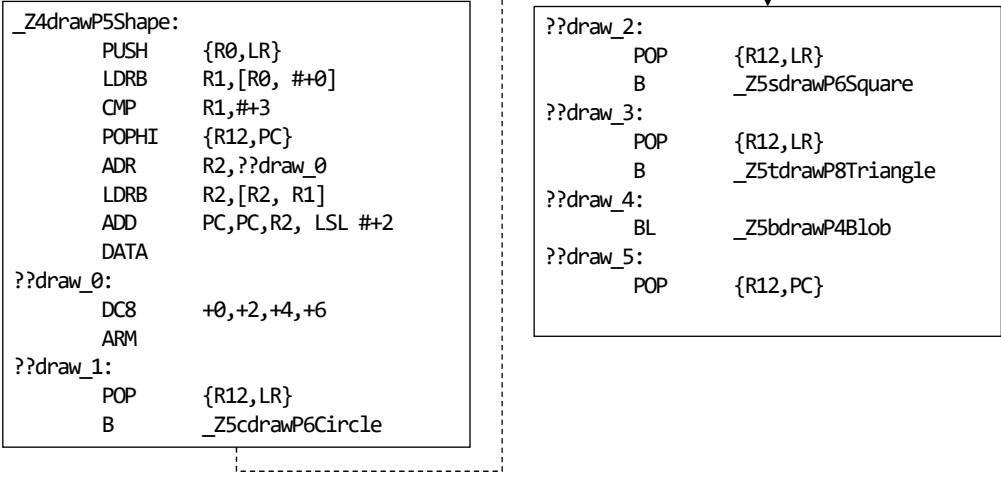 _Z4drawP5Shape:
PUSH {R0,LR}
LDRB R1,[R0, #+0]
CMP R1,#+3
POPHI {R12,PC}
ADR R2,??draw_0
LDRB R2,[R2, R1]
ADD PC,PC,R2, LSL #+2
DATA
??draw_0:
DC8 +0,+2,+4,+6
ARM
??draw_1:
POP {R12,LR}
B _Z5cdrawP6Circle
??draw_2:
POP {R12,LR}
B _Z5sdrawP6Square
??draw_3:
POP {R12,LR}
B _Z5tdrawP8Triangle
??draw_4:
BL _Z5bdrawP4Blob
??draw_5:
POP {R12,PC}